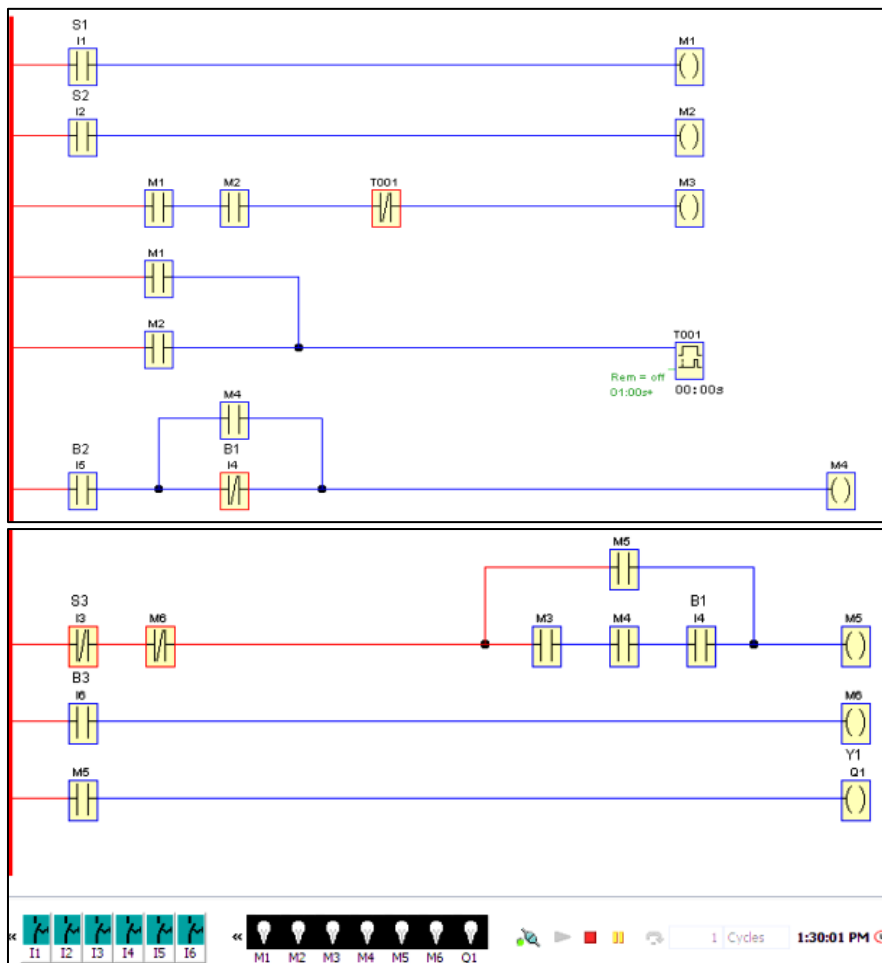 S1
I1
M1
S2
I2
M2
M1 M2 T001 M3
M1
M2
T001
Rem = off
01:00s+ 00:00s
M4
B2 B1
I5 I4 M4
M5
S3 B1
I3 M6 M3 M4 I4 M5
B3
I6 M6
Y1
M5 Q1
« I1 I2 I3 I4 I5 I6 « M1 M2 M3 M4 M5 M6 Q1 1 Cycles 1:30:01 PM